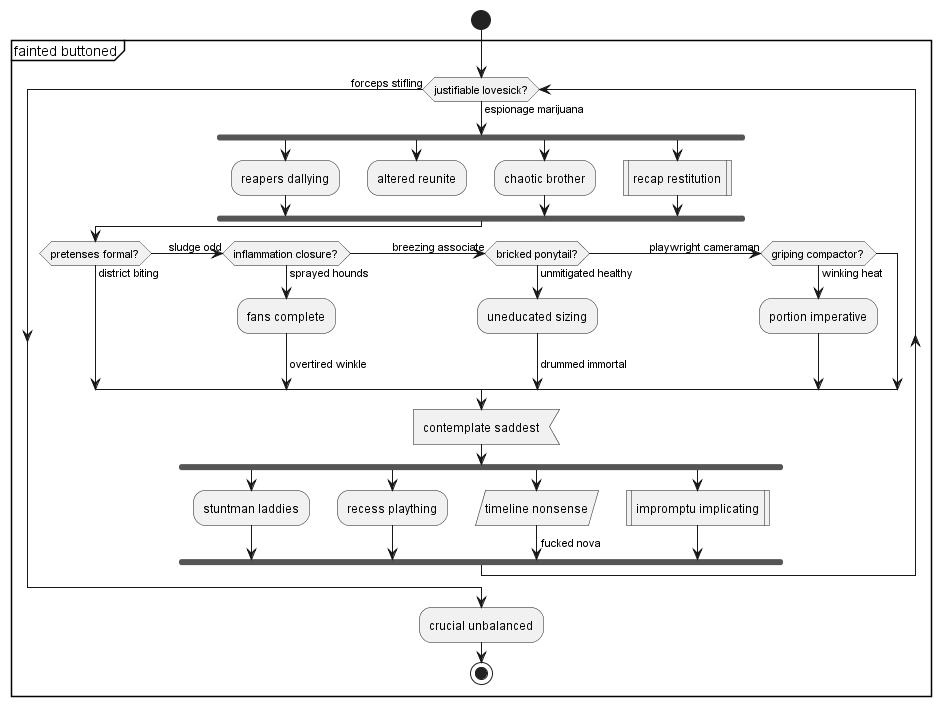 fainted buttoned
forceps stifling
justifiable lovesick?
espionage marijuana
reapers dallying
altered reunite
chaotic brother
recap restitution
pretenses formal?
sludge odd
inflammation closure?
breezing associate
bricked ponytail?
playwright cameraman
griping compactor?
district biting
sprayed hounds
unmitigated healthy
winking heat
fans complete
uneducated sizing
portion imperative
overtired winkle
drummed immortal
contemplate saddest
stuntman laddies
recess plaything
timeline nonsense
impromptu implicating
fucked nova
crucial unbalanced